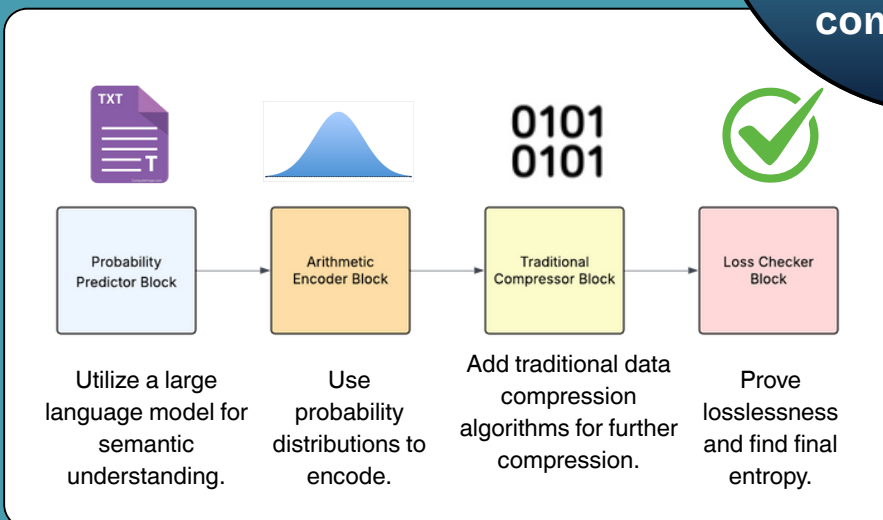 con
TXT
T
0101
0101
Probability
Predictor Block
Arithmetic
Encoder Block
Traditional
Compressor Block
Loss Checker
Block
Utilize a large
language model for
semantic
understanding.
Use
probability
distributions to
encode.
Add traditional data
compression
algorithms for further
compression.
Prove
losslessness
and find final
entropy.